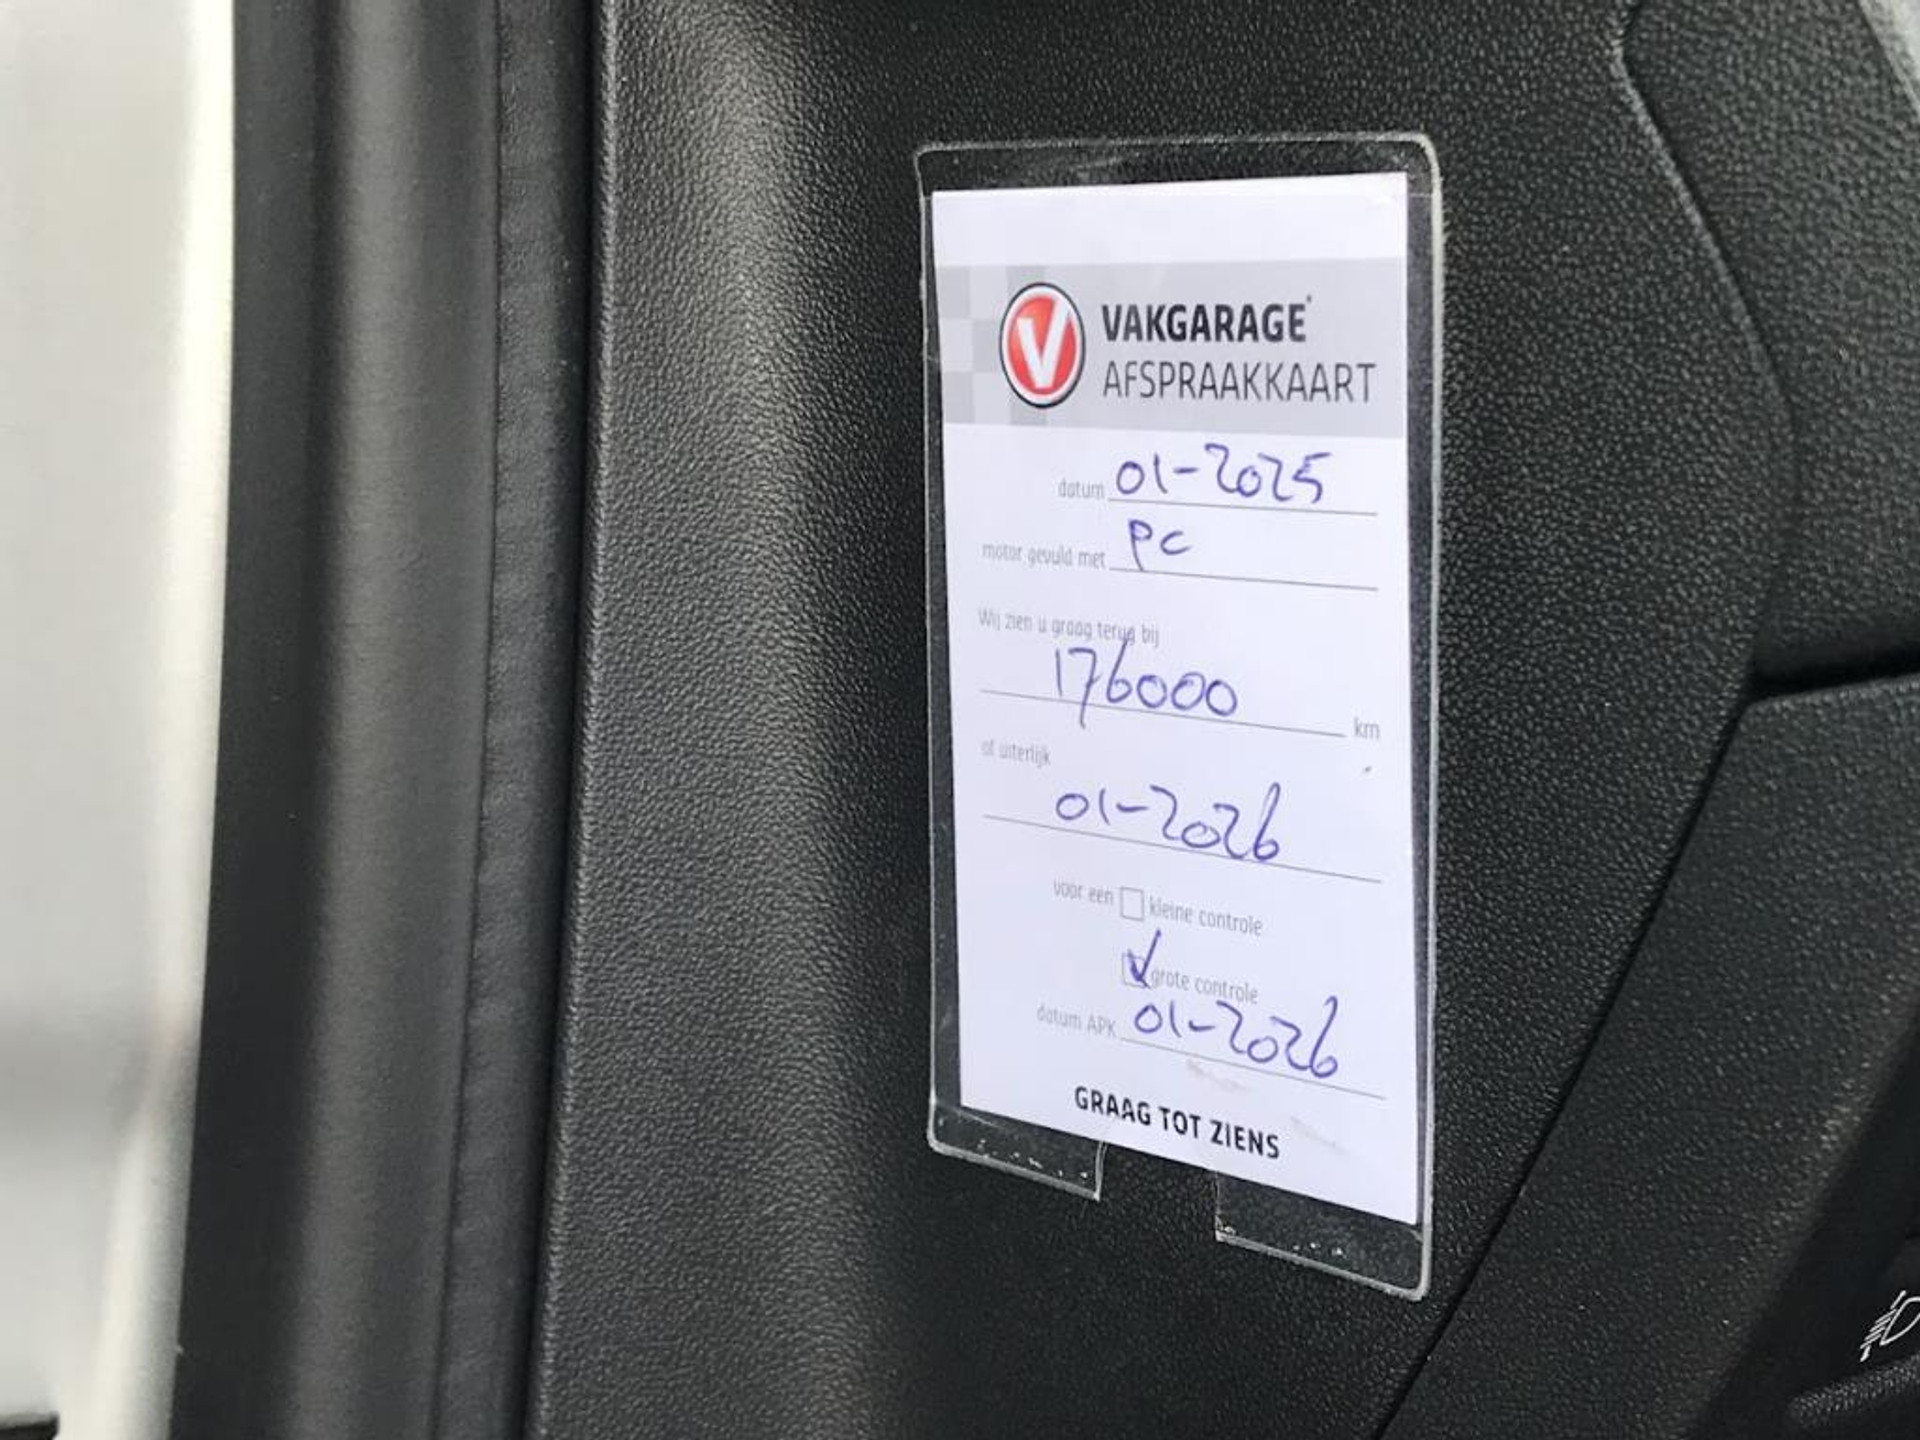 V VAKGARAGE®
AFSPRAAKKAART
datum 01-2025
motor gevuld met PC
Wij zien u graag terug bij
176000 km
of uiterlijk
01-2026
voor een kleine controle
grote controle
datum APK 01-2026
GRAAG TOT ZIENS